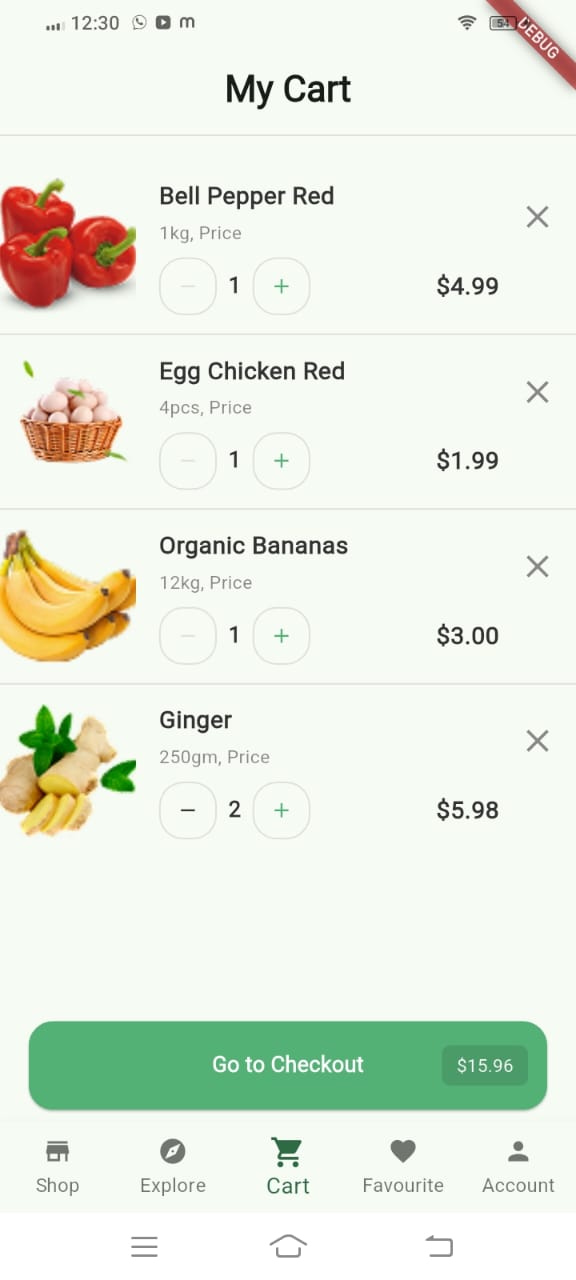 12:30 m 54
DEBUG
My Cart
Bell Pepper Red
1kg, Price
− 1 + $4.99
Egg Chicken Red
4pcs, Price
− 1 + $1.99
Organic Bananas
12kg, Price
− 1 + $3.00
Ginger
250gm, Price
− 2 + $5.98
Go to Checkout $15.96
Shop Explore Cart Favourite Account